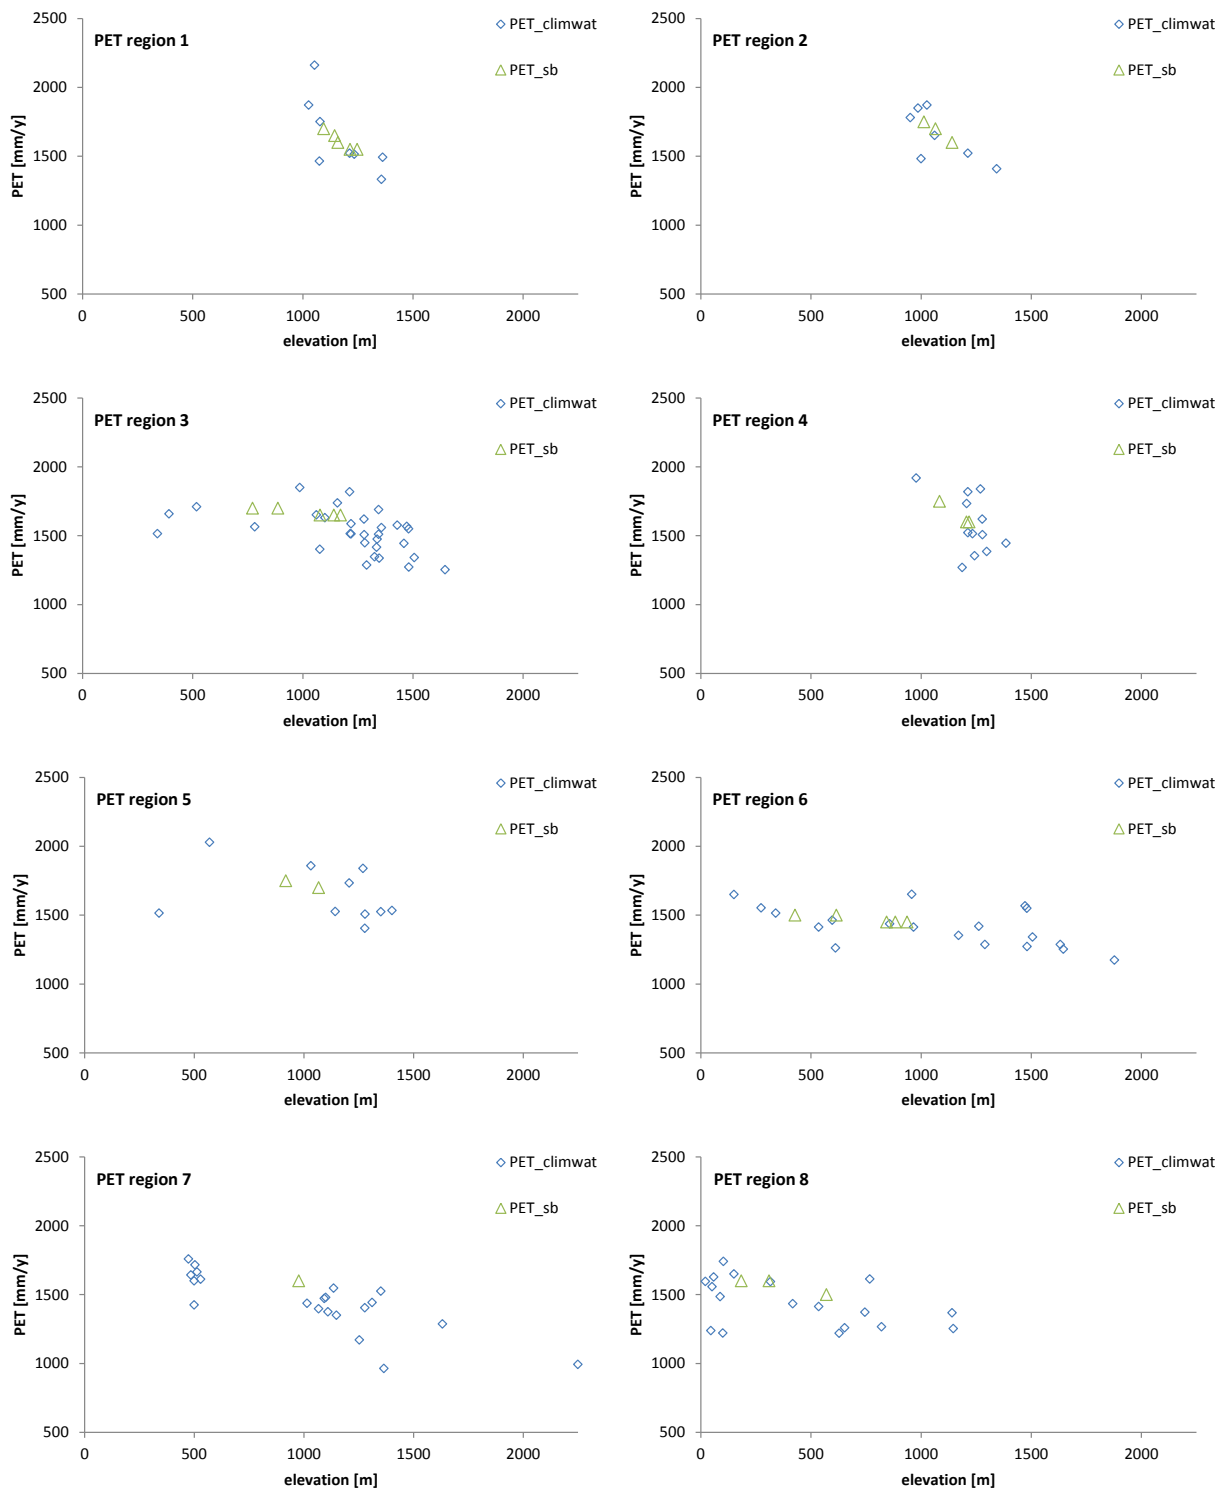 PET region 1
PET_climwat
PET_sb
PET [mm/y]
2500
2000
1500
1000
500
0 500 1000 1500 2000
elevation [m]
PET region 2
PET_climwat
PET_sb
PET [mm/y]
2500
2000
1500
1000
500
0 500 1000 1500 2000
elevation [m]
PET region 3
PET_climwat
PET_sb
PET [mm/y]
2500
2000
1500
1000
500
0 500 1000 1500 2000
elevation [m]
PET region 4
PET_climwat
PET_sb
PET [mm/y]
2500
2000
1500
1000
500
0 500 1000 1500 2000
elevation [m]
PET region 5
PET_climwat
PET_sb
PET [mm/y]
2500
2000
1500
1000
500
0 500 1000 1500 2000
elevation [m]
PET region 6
PET_climwat
PET_sb
PET [mm/y]
2500
2000
1500
1000
500
0 500 1000 1500 2000
elevation [m]
PET region 7
PET_climwat
PET_sb
PET [mm/y]
2500
2000
1500
1000
500
0 500 1000 1500 2000
elevation [m]
PET region 8
PET_climwat
PET_sb
PET [mm/y]
2500
2000
1500
1000
500
0 500 1000 1500 2000
elevation [m]